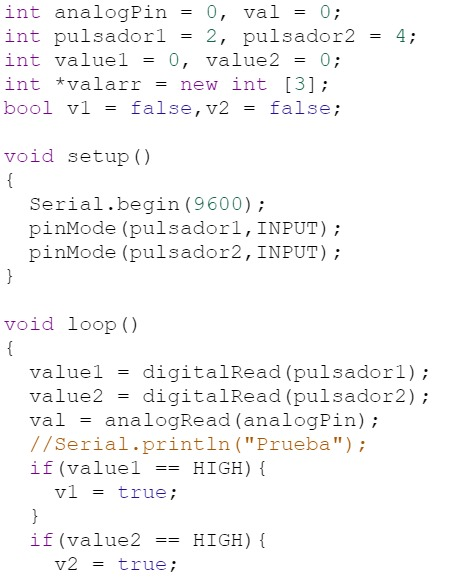 int analogPin = 0, val = 0;
int pulsador1 = 2, pulsador2 = 4;
int value1 = 0, value2 = 0;
int *valarr = new int [3];
bool v1 = false,v2 = false;

void setup()
{
  Serial.begin(9600);
  pinMode(pulsador1,INPUT);
  pinMode(pulsador2,INPUT);
}

void loop()
{
  value1 = digitalRead(pulsador1);
  value2 = digitalRead(pulsador2);
  val = analogRead(analogPin);
  //Serial.println("Prueba");
  if(value1 == HIGH){
    v1 = true;
  }
  if(value2 == HIGH){
    v2 = true;